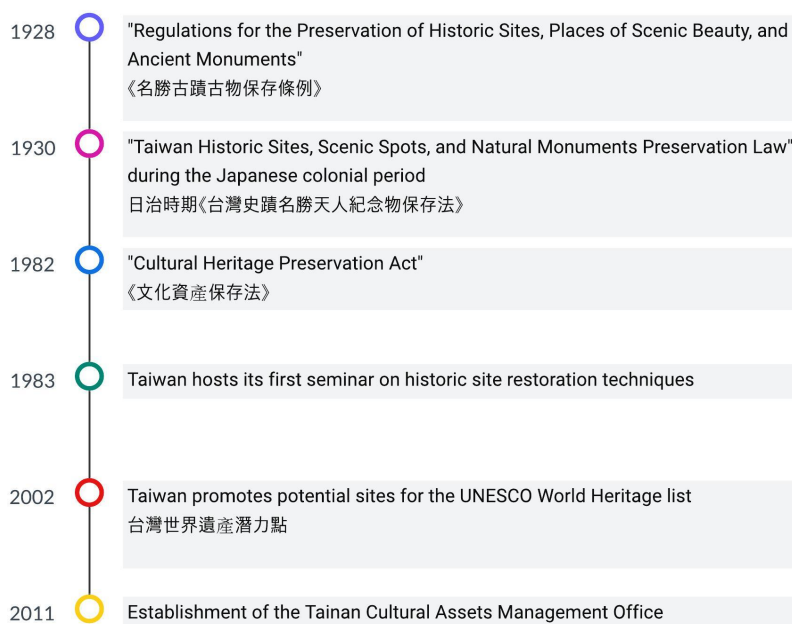 1928
"Regulations for the Preservation of Historic Sites, Places of Scenic Beauty, and
Ancient Monuments"
《名勝古蹟古物保存條例》
1930
"Taiwan Historic Sites, Scenic Spots, and Natural Monuments Preservation Law"
during the Japanese colonial period
日治時期《台灣史蹟名勝天人紀念物保存法》
1982
"Cultural Heritage Preservation Act"
《文化資產保存法》
1983
Taiwan hosts its first seminar on historic site restoration techniques
2002
Taiwan promotes potential sites for the UNESCO World Heritage list
台灣世界遺產潛力點
2011
Establishment of the Tainan Cultural Assets Management Office